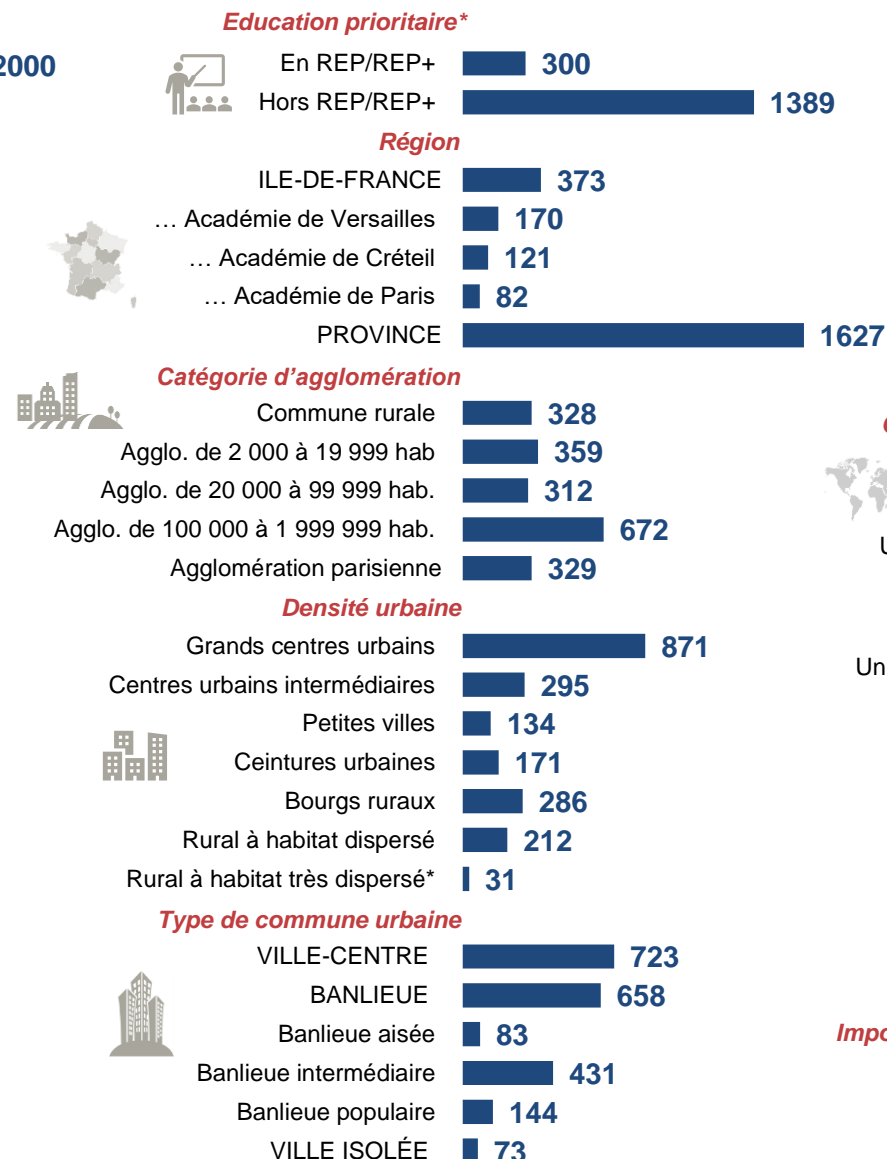 2000
Education prioritaire*
En REP/REP+ 300
Hors REP/REP+ 1389
Région
ILE-DE-FRANCE 373
… Académie de Versailles 170
… Académie de Créteil 121
… Académie de Paris 82
PROVINCE 1627
Catégorie d’agglomération
Commune rurale 328
Agglo. de 2 000 à 19 999 hab 359
Agglo. de 20 000 à 99 999 hab. 312
Agglo. de 100 000 à 1 999 999 hab. 672
Agglomération parisienne 329
Densité urbaine
Grands centres urbains 871
Centres urbains intermédiaires 295
Un
Petites villes 134
Ceintures urbaines 171
Bourgs ruraux 286
Rural à habitat dispersé 212
Rural à habitat très dispersé* 31
Type de commune urbaine
VILLE-CENTRE 723
BANLIEUE 658
Banlieue aisée 83
Impo
Banlieue intermédiaire 431
Banlieue populaire 144
VILLE ISOLÉE 73